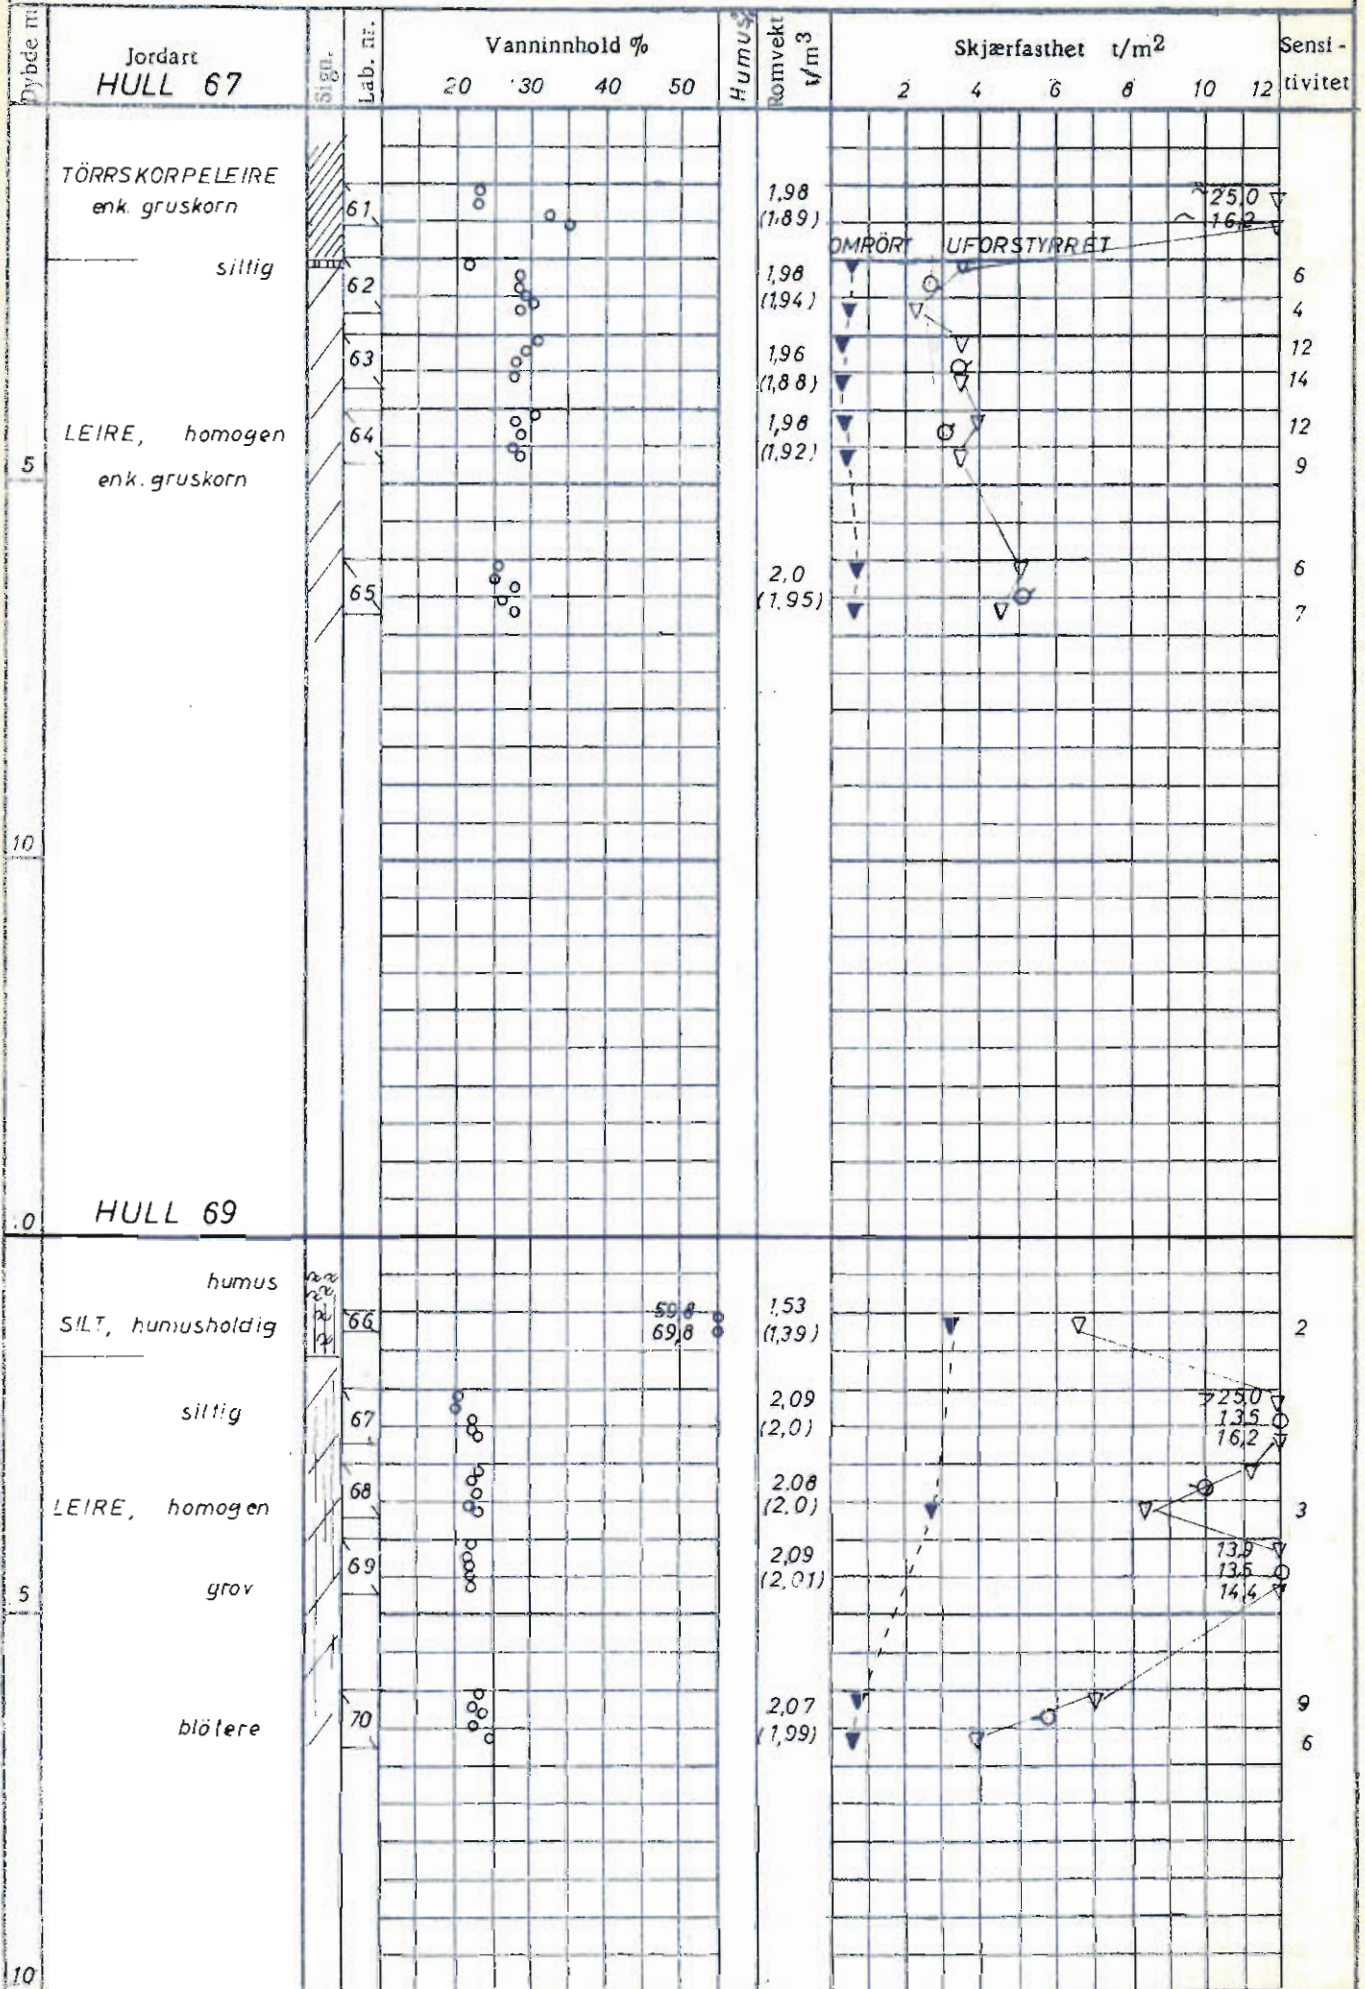 Dybde m
Jordart
HULL 67
Sign.
Lab. nr.
Vanninnhold %
20 30 40 50
Humus%
Romvekt t/m3
Skjærfasthet t/m2
2 4 6 8 10 12
Sensi-
tivitet
TÖRRSKORPELEIRE
enk. gruskorn
61
1,98
(1,89)
~25,0
~16,2
OMRÖRT UFORSTYRRET
siltig
62
1,98
(1,94)
6
4
63
1,96
(1,88)
12
14
LEIRE, homogen
enk. gruskorn
64
1,98
(1,92)
12
9
5
65
2,0
(1,95)
6
7
10
HULL 69
0
humus
SILT, humusholdig
66
59,8
69,8
1,53
(1,39)
2
siltig
67
2,09
(2,0)
>25,0
13,5
16,2
LEIRE, homogen
68
2,08
(2,0)
3
grov
69
2,09
(2,01)
13,9
13,5
14,4
5
blötere
70
2,07
(1,99)
9
6
10